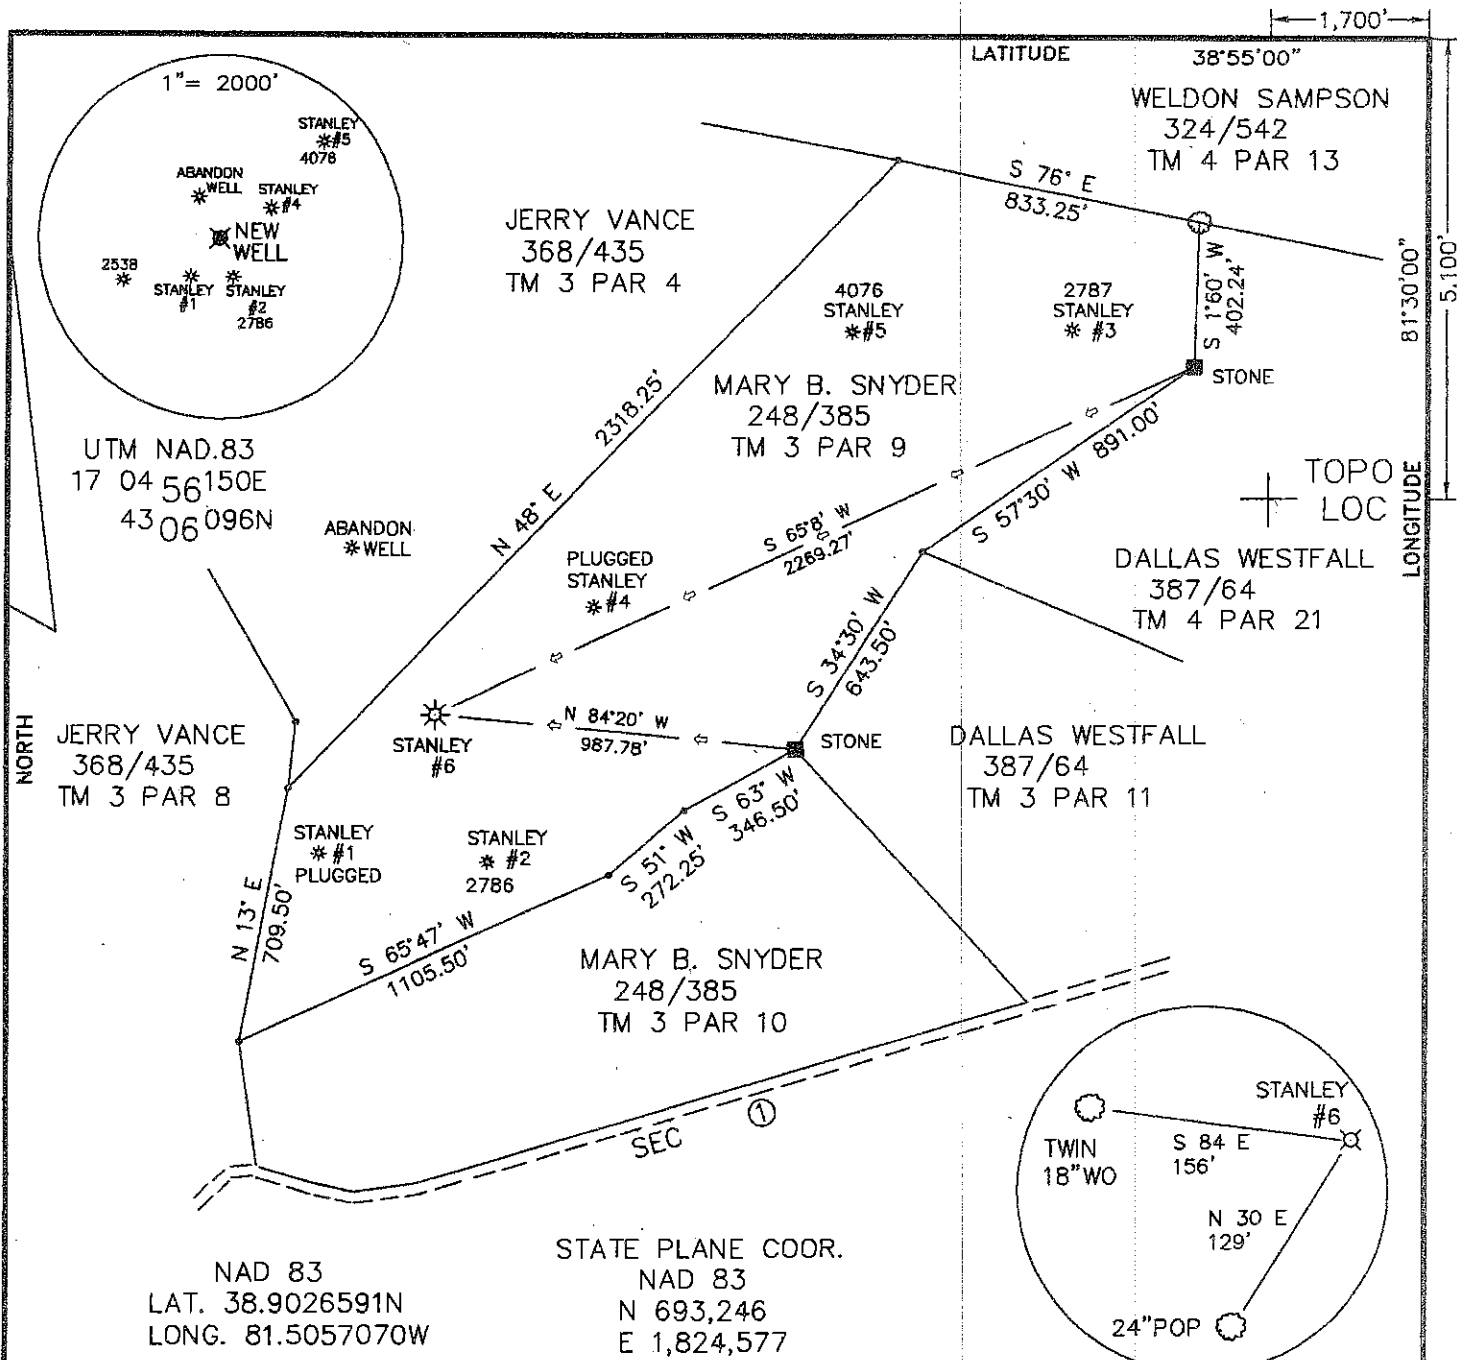 1,700'
LATITUDE
38°55'00"
1"= 2000'
STANLEY
#5
4078
ABANDON
WELL
STANLEY
#4
NEW
WELL
2538
STANLEY
#1
STANLEY
#2
2786
WELDON SAMPSON
324/542
TM 4 PAR 13
S 76° E
833.25'
JERRY VANCE
368/435
TM 3 PAR 4
4076
STANLEY
#5
2787
STANLEY
#3
S 1°60' W
402.24'
81°30'00"
5,100'
STONE
MARY B. SNYDER
248/385
TM 3 PAR 9
2318.25'
N 48° E
UTM NAD.83
17 04 56150E
43 06 096N
ABANDON
WELL
S 57°30' W 891.00'
TOPO
LOC
LONGITUDE
S 65°8' W
2269.27'
PLUGGED
STANLEY
#4
DALLAS WESTFALL
387/64
TM 4 PAR 21
S 34°30' W
643.50'
NORTH
JERRY VANCE
368/435
TM 3 PAR 8
STANLEY
#6
N 84°20' W
987.78'
STONE
DALLAS WESTFALL
387/64
TM 3 PAR 11
S 63° W
346.50'
STANLEY
#1
PLUGGED
STANLEY
#2
2786
S 51° W
272.25'
N 13° E
709.50'
S 65°47' W
1105.50'
MARY B. SNYDER
248/385
TM 3 PAR 10
SEC
1
STANLEY
#6
TWIN
18"WO
S 84 E
156'
N 30 E
129'
24"POP
NAD 83
LAT. 38.9026591N
LONG. 81.5057070W
STATE PLANE COOR.
NAD 83
N 693,246
E 1,824,577